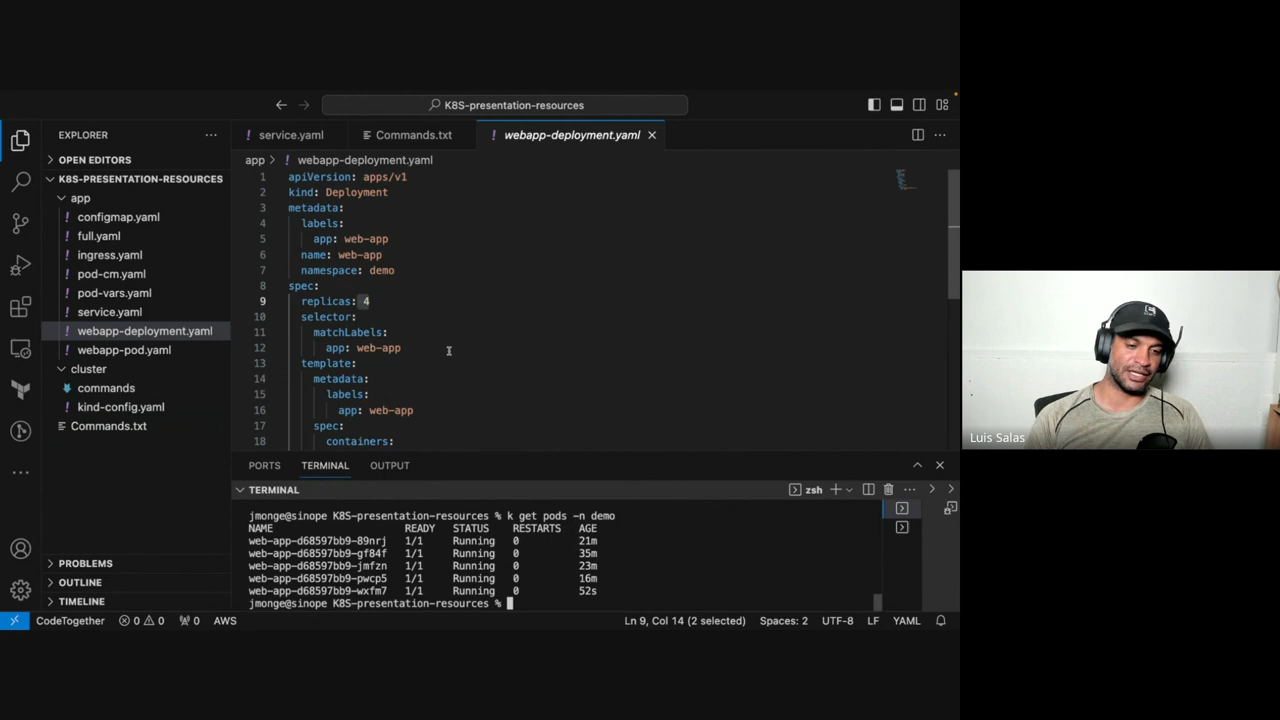 K8S-presentation-resources
EXPLORER
service.yaml
Commands.txt
webapp-deployment.yaml
OPEN EDITORS
K8S-PRESENTATION-RESOURCES
app
configmap.yaml
full.yaml
ingress.yaml
pod-cm.yaml
pod-vars.yaml
service.yaml
webapp-deployment.yaml
webapp-pod.yaml
cluster
commands
kind-config.yaml
Commands.txt
PROBLEMS
OUTLINE
TIMELINE
app > webapp-deployment.yaml
1 apiVersion: apps/v1
2 kind: Deployment
3 metadata:
4 labels:
5 app: web-app
6 name: web-app
7 namespace: demo
8 spec:
9 replicas: 4
10 selector:
11 matchLabels:
12 app: web-app
13 template:
14 metadata:
15 labels:
16 app: web-app
17 spec:
18 containers:
PORTS TERMINAL OUTPUT
TERMINAL
zsh
jmonge@sinope K8S-presentation-resources % k get pods -n demo
NAME READY STATUS RESTARTS AGE
web-app-d68597bb9-89nrj 1/1 Running 0 21m
web-app-d68597bb9-gf84f 1/1 Running 0 35m
web-app-d68597bb9-jmfzn 1/1 Running 0 23m
web-app-d68597bb9-pwcp5 1/1 Running 0 16m
web-app-d68597bb9-wxfm7 1/1 Running 0 52s
jmonge@sinope K8S-presentation-resources %
CodeTogether 0 0 0 AWS
Ln 9, Col 14 (2 selected) Spaces: 2 UTF-8 LF YAML
Luis Salas